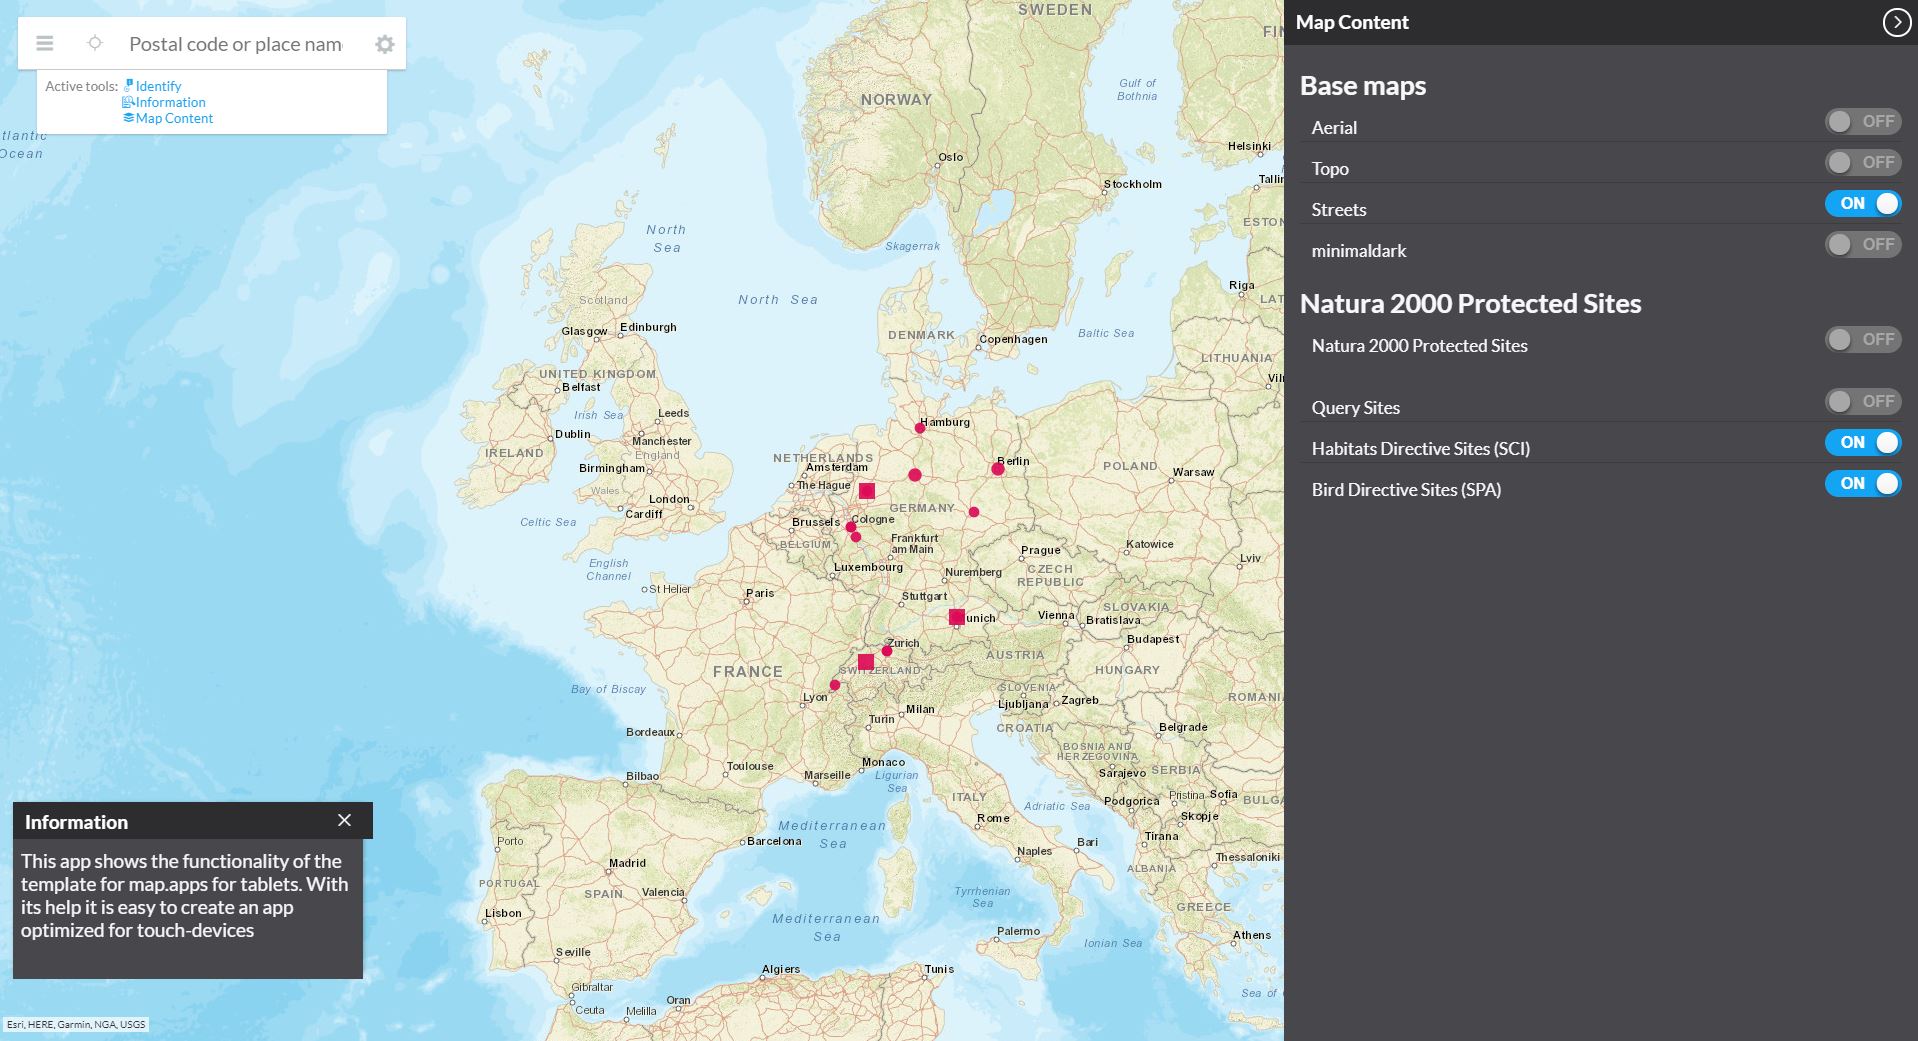 Postal code or place nam
Active tools:
Identify
Information
Map Content
Ocean
SWEDEN
NORWAY
Gulf of
Bothnia
Helsinki
Oslo
Stockholm
North
Sea
Skagerrak
North Sea
Riga
Scotland
Glasgow
Edinburgh
DENMARK
Copenhagen
Baltic Sea
LITHUANIA
UNITED KINGDOM
Belfast
Irish Sea
Leeds
Hamburg
Dublin
Manchester
IRELAND
England
NETHERLANDS
Amsterdam
Berlin
POLAND
Birmingham
The Hague
Warsaw
Wales
London
GERMANY
Cardiff
Celtic Sea
Brussels
Cologne
BELGIUM
Frankfurt
am Main
Prague
Katowice
Lviv
English
Channel
Luxembourg
Nuremberg
CZECH
REPUBLIC
St Helier
Paris
Stuttgart
SLOVAKIA
unich
Vienna
Bratislava
Zurich
Budapest
AUSTRIA
FRANCE
SWITZERLAND
HUNGARY
Bay of Biscay
Lyon
SLOVENIA
Ljubljana
Zagreb
ROMANI
Milan
Turin
CROATIA
Bordeaux
Belgrade
BOSNIA AND
HERZEGOVINA
Toulouse
Monaco
Marseille
Ligurian
Sea
Sarajevo
SERBIA
Bilbao
ITALY
Adriatic Sea
Podgorica
Pristina
Sofia
BULGA
Rome
Skopje
Mediterranean
Sea
Barcelona
Bari
Tirana
Porto
Naples
Thessaloniki
Madrid
ALBANIA
PORTUGAL
SPAIN
Valencia
Tyrrhenian
Sea
GREECE
Lisbon
Mediterranean
Sea
Palermo
Ionian Sea
Athens
Seville
Algiers
Tunis
Gibraltar
Ceuta
Oran
Melilla
Sea of
Information
This app shows the functionality of the
template for map.apps for tablets. With
its help it is easy to create an app
optimized for touch-devices
Esri, HERE, Garmin, NGA, USGS
Map Content
Base maps
Aerial OFF
Topo OFF
Streets ON
minimaldark OFF
Natura 2000 Protected Sites
Natura 2000 Protected Sites OFF
Query Sites OFF
Habitats Directive Sites (SCI) ON
Bird Directive Sites (SPA) ON